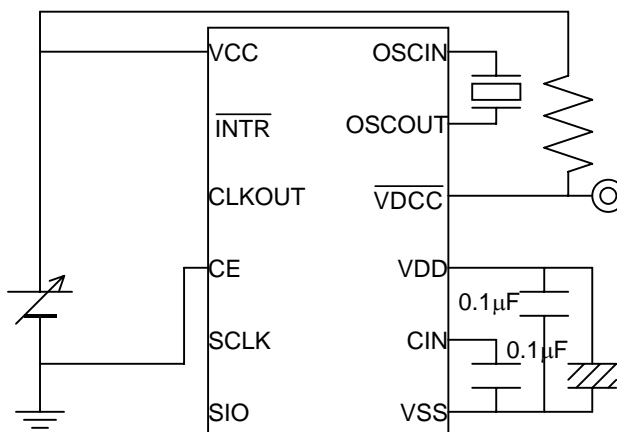 VCC OSCIN
INTR OSCOUT
CLKOUT VDCC
CE VDD
0.1μF
SCLK CIN
0.1μF
SIO VSS